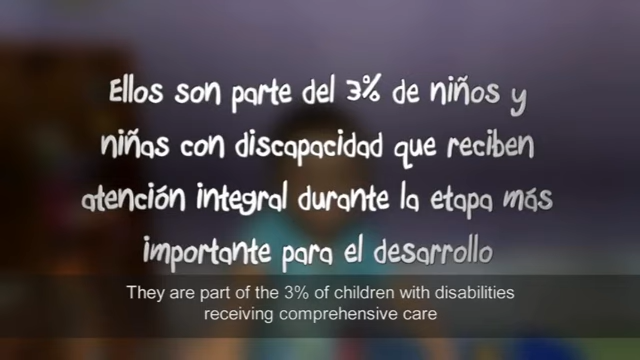 Ellos son parte del 3% de niños y
niñas con discapacidad que reciben
atención integral durante la etapa más
importante para el desarrollo
They are part of the 3% of children with disabilities
receiving comprehensive care